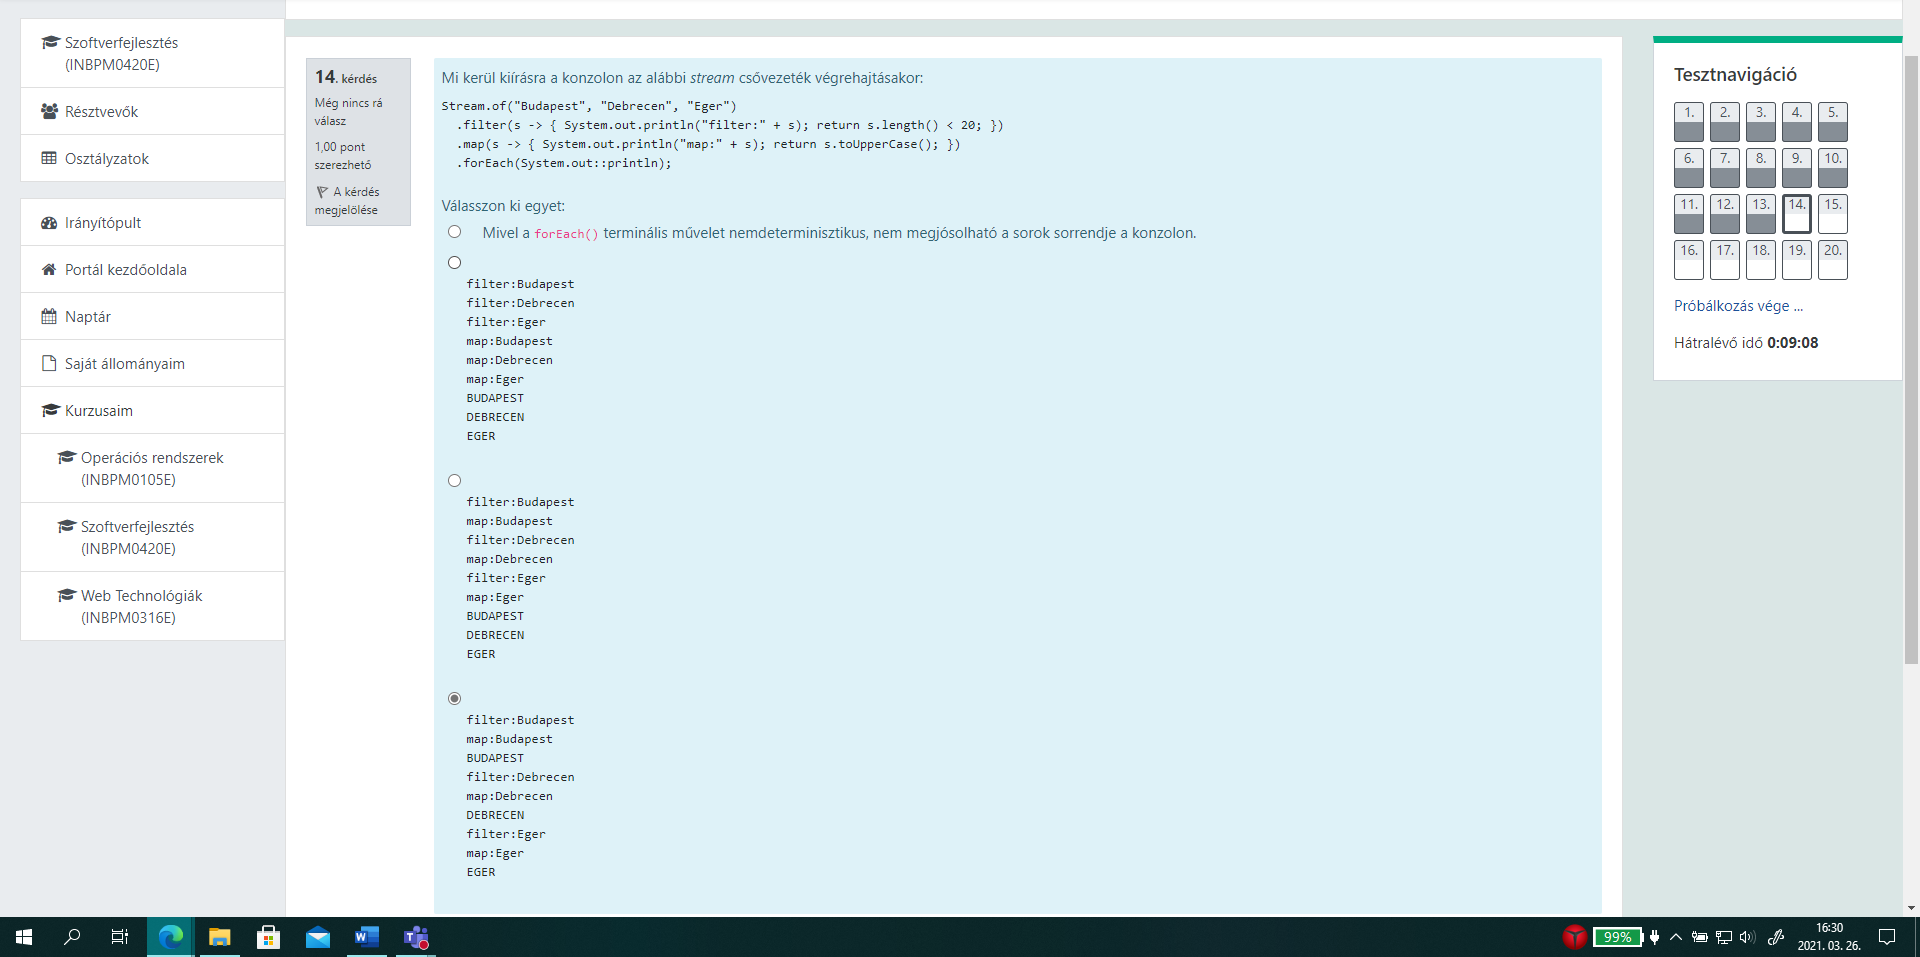 Szoftverfejlesztés
(INBPM0420E)
Résztvevők
Osztályzatok
Irányítópult
Portál kezdőoldala
Naptár
Saját állományaim
Kurzusaim
Operációs rendszerek
(INBPM0105E)
Szoftverfejlesztés
(INBPM0420E)
Web Technológiák
(INBPM0316E)
14. kérdés
Még nincs rá
válasz
1,00 pont
szerezhető
A kérdés
megjelölése
Mi kerül kiírásra a konzolon az alábbi stream csővezeték végrehajtásakor:
Stream.of("Budapest", "Debrecen", "Eger")
.filter(s -> { System.out.println("filter:" + s); return s.length() < 20; })
.map(s -> { System.out.println("map:" + s); return s.toUpperCase(); })
.forEach(System.out::println);
Válasszon ki egyet:
Mivel a forEach() terminális művelet nemdeterminisztikus, nem megjósolható a sorok sorrendje a konzolon.
filter:Budapest
filter:Debrecen
filter:Eger
map:Budapest
map:Debrecen
map:Eger
BUDAPEST
DEBRECEN
EGER
filter:Budapest
map:Budapest
filter:Debrecen
map:Debrecen
filter:Eger
map:Eger
BUDAPEST
DEBRECEN
EGER
filter:Budapest
map:Budapest
BUDAPEST
filter:Debrecen
map:Debrecen
DEBRECEN
filter:Eger
map:Eger
EGER
Tesztnavigáció
1. 2. 3. 4. 5.
6. 7. 8. 9. 10.
11. 12. 13. 14. 15.
16. 17. 18. 19. 20.
Próbálkozás vége ...
Hátralévő idő 0:09:08
99%
16:30
2021. 03. 26.